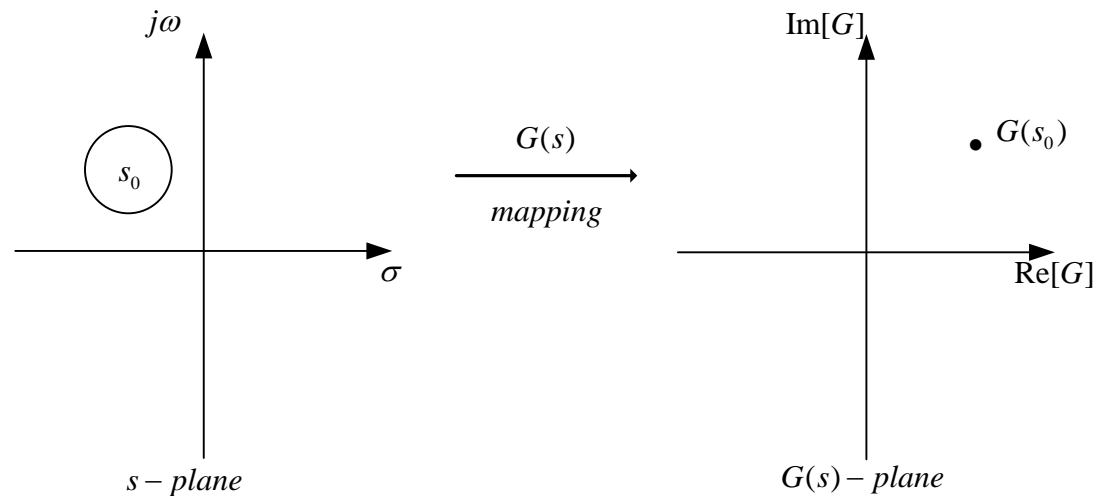 jω
Im[G]
s₀
G(s)
mapping
G(s₀)
σ
Re[G]
s – plane
G(s) – plane